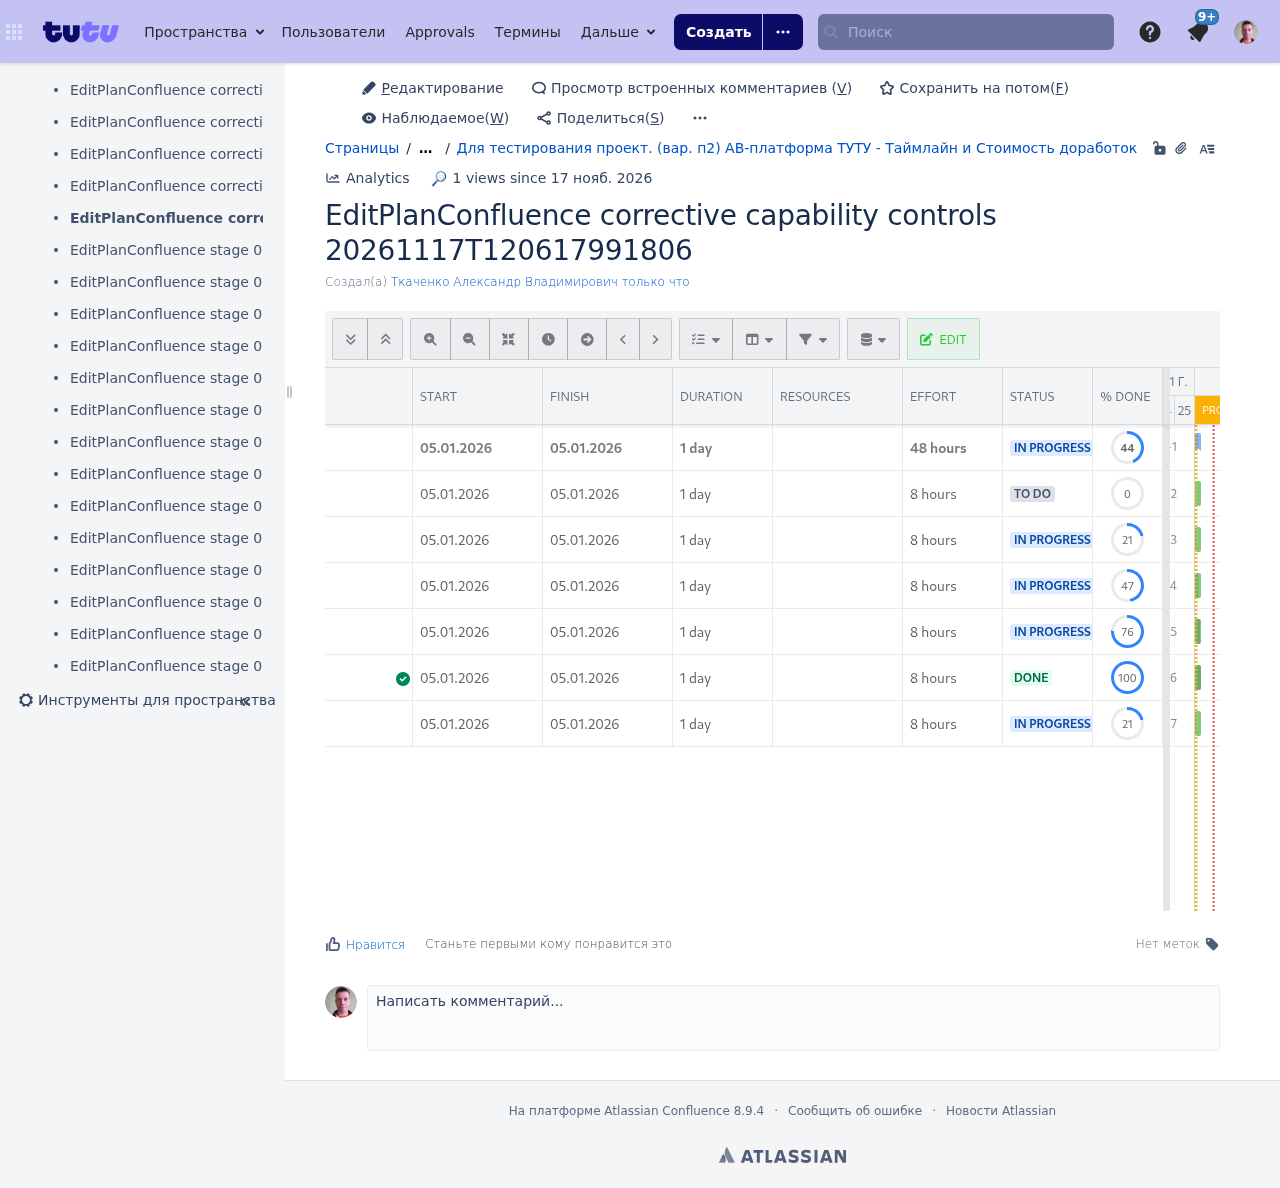 tutu Пространства Пользователи Approvals Термины Дальше Создать Поиск 9+
EditPlanConfluence correcti
EditPlanConfluence correcti
EditPlanConfluence correcti
EditPlanConfluence correcti
EditPlanConfluence corre
EditPlanConfluence stage 0
EditPlanConfluence stage 0
EditPlanConfluence stage 0
EditPlanConfluence stage 0
EditPlanConfluence stage 0
EditPlanConfluence stage 0
EditPlanConfluence stage 0
EditPlanConfluence stage 0
EditPlanConfluence stage 0
EditPlanConfluence stage 0
EditPlanConfluence stage 0
EditPlanConfluence stage 0
EditPlanConfluence stage 0
EditPlanConfluence stage 0
Инструменты для пространства
Редактирование Просмотр встроенных комментариев (V) Сохранить на потом(F)
Наблюдаемое(W) Поделиться(S)
Страницы / ... / Для тестирования проект. (вар. п2) АВ-платформа ТУТУ - Таймлайн и Стоимость доработок
Analytics 1 views since 17 нояб. 2026
EditPlanConfluence corrective capability controls
20261117T120617991806
Создал(а) Ткаченко Александр Владимирович только что
EDIT
START FINISH DURATION RESOURCES EFFORT STATUS % DONE 1 Г.
25 PRO
05.01.2026 05.01.2026 1 day 48 hours IN PROGRESS 44 -1
05.01.2026 05.01.2026 1 day 8 hours TO DO 0 2
05.01.2026 05.01.2026 1 day 8 hours IN PROGRESS 21 3
05.01.2026 05.01.2026 1 day 8 hours IN PROGRESS 47 4
05.01.2026 05.01.2026 1 day 8 hours IN PROGRESS 76 5
05.01.2026 05.01.2026 1 day 8 hours DONE 100 6
05.01.2026 05.01.2026 1 day 8 hours IN PROGRESS 21 7
Нравится Станьте первыми кому понравится это Нет меток
Написать комментарий...
На платформе Atlassian Confluence 8.9.4 · Сообщить об ошибке · Новости Atlassian
ATLASSIAN